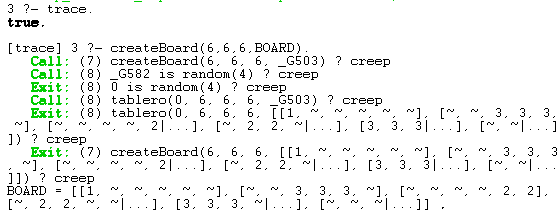 3 ?- trace.
true.
[trace] 3 ?- createBoard(6,6,6,BOARD).
Call: (7) createBoard(6, 6, 6, _G503) ? creep
Call: (8) _G582 is random(4) ? creep
Exit: (8) 0 is random(4) ? creep
Call: (8) tablero(0, 6, 6, 6, _G503) ? creep
Exit: (8) tablero(0, 6, 6, 6, [[1, ~, ~, ~, ~, ~], [~, ~, 3, 3, 3,
~], [~, ~, ~, ~, 2|...], [~, 2, 2, ~|...], [3, 3, 3|...], [~, ~|...]
]) ? creep
Exit: (7) createBoard(6, 6, 6, [[1, ~, ~, ~, ~, ~], [~, ~, 3, 3, 3
, ~], [~, ~, ~, ~, 2|...], [~, 2, 2, ~|...], [3, 3, 3|...], [~, ~|..
.]]) ? creep
BOARD = [[1, ~, ~, ~, ~, ~], [~, ~, 3, 3, 3, ~], [~, ~, ~, ~, 2, 2],
[~, 2, 2, ~, ~|...], [3, 3, 3, ~|...], [~, ~, ~|...]] ,